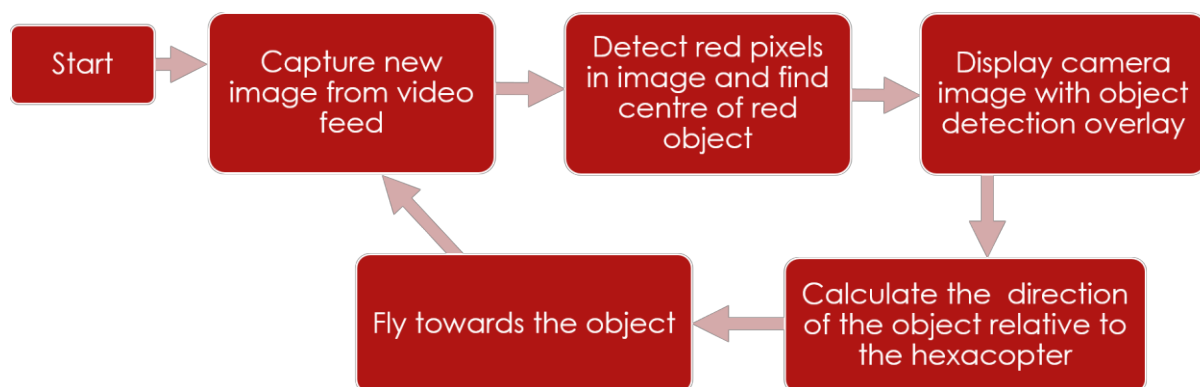 Start
Capture new
image from video
feed
Detect red pixels
in image and find
centre of red
object
Display camera
image with object
detection overlay
Calculate the direction
of the object relative to
the hexacopter
Fly towards the object